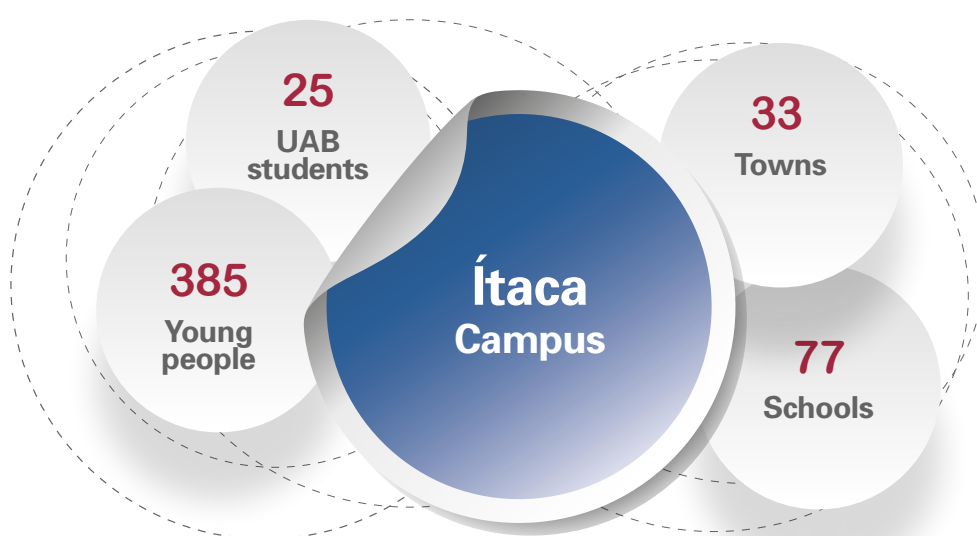 25
UAB
students
385
Young
people
Ítaca
Campus
33
Towns
77
Schools